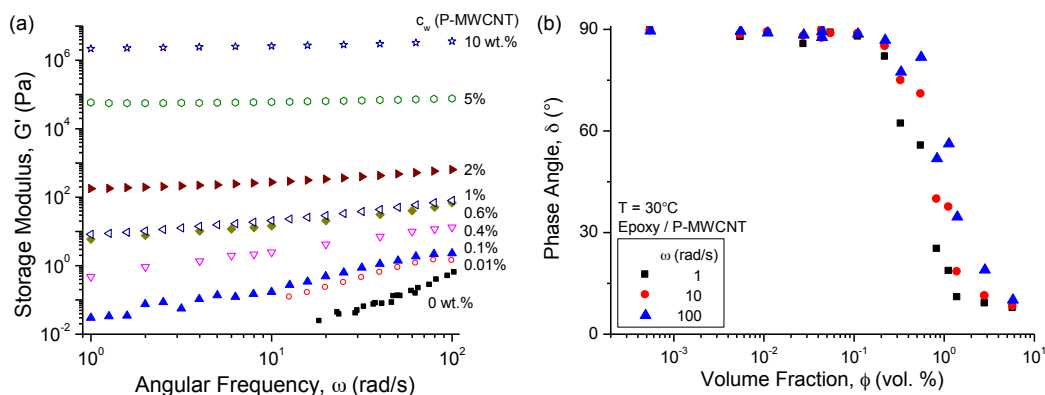 (a)
c_w (P-MWCNT)
10 wt.%
5%
2%
1%
0.6%
0.4%
0.1%
0.01%
0 wt.%
10^6
10^4
10^2
10^0
10^-2
Storage Modulus, G' (Pa)
10^0 10^1 10^2
Angular Frequency, ω (rad/s)
(b)
90
60
30
0
Phase Angle, δ (°)
T = 30°C
Epoxy / P-MWCNT
ω (rad/s)
1
10
100
10^-3 10^-2 10^-1 10^0 10^1
Volume Fraction, ϕ (vol. %)